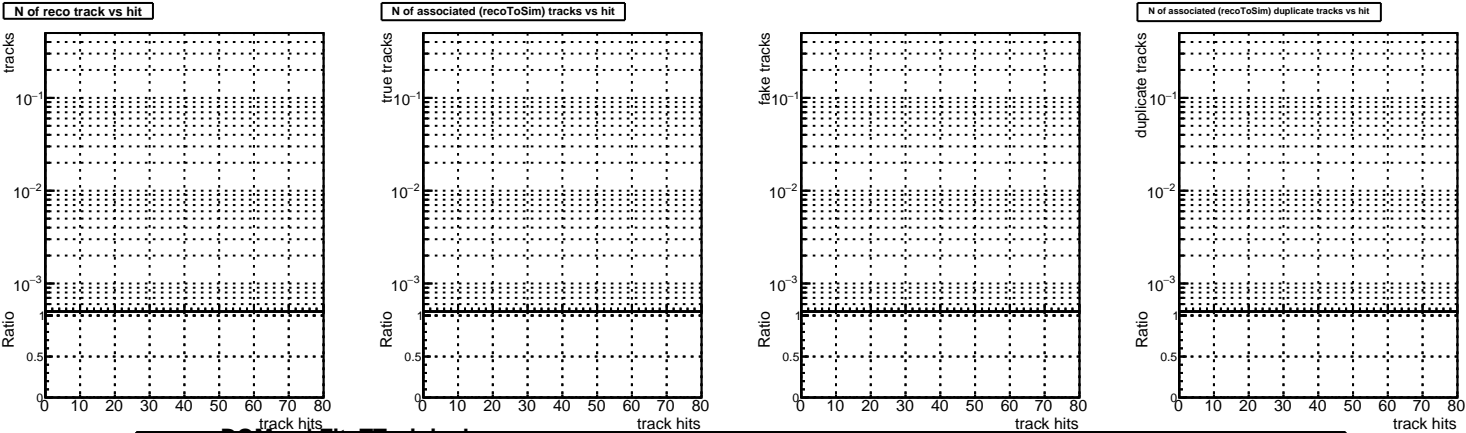 N of reco track vs hit
tracks
10⁻¹
10⁻²
10⁻³
Ratio
1
0.5
0
0 10 20 30 40 50 60 70 80
track hits
N of associated (recoToSim) tracks vs hit
true tracks
10⁻¹
10⁻²
10⁻³
Ratio
1
0.5
0
0 10 20 30 40 50 60 70 80
track hits
fake tracks
10⁻¹
10⁻²
10⁻³
Ratio
1
0.5
0
0 10 20 30 40 50 60 70 80
track hits
N of associated (recoToSim) duplicate tracks vs hit
duplicate tracks
10⁻¹
10⁻²
10⁻³
Ratio
1
0.5
0
0 10 20 30 40 50 60 70 80
track hits